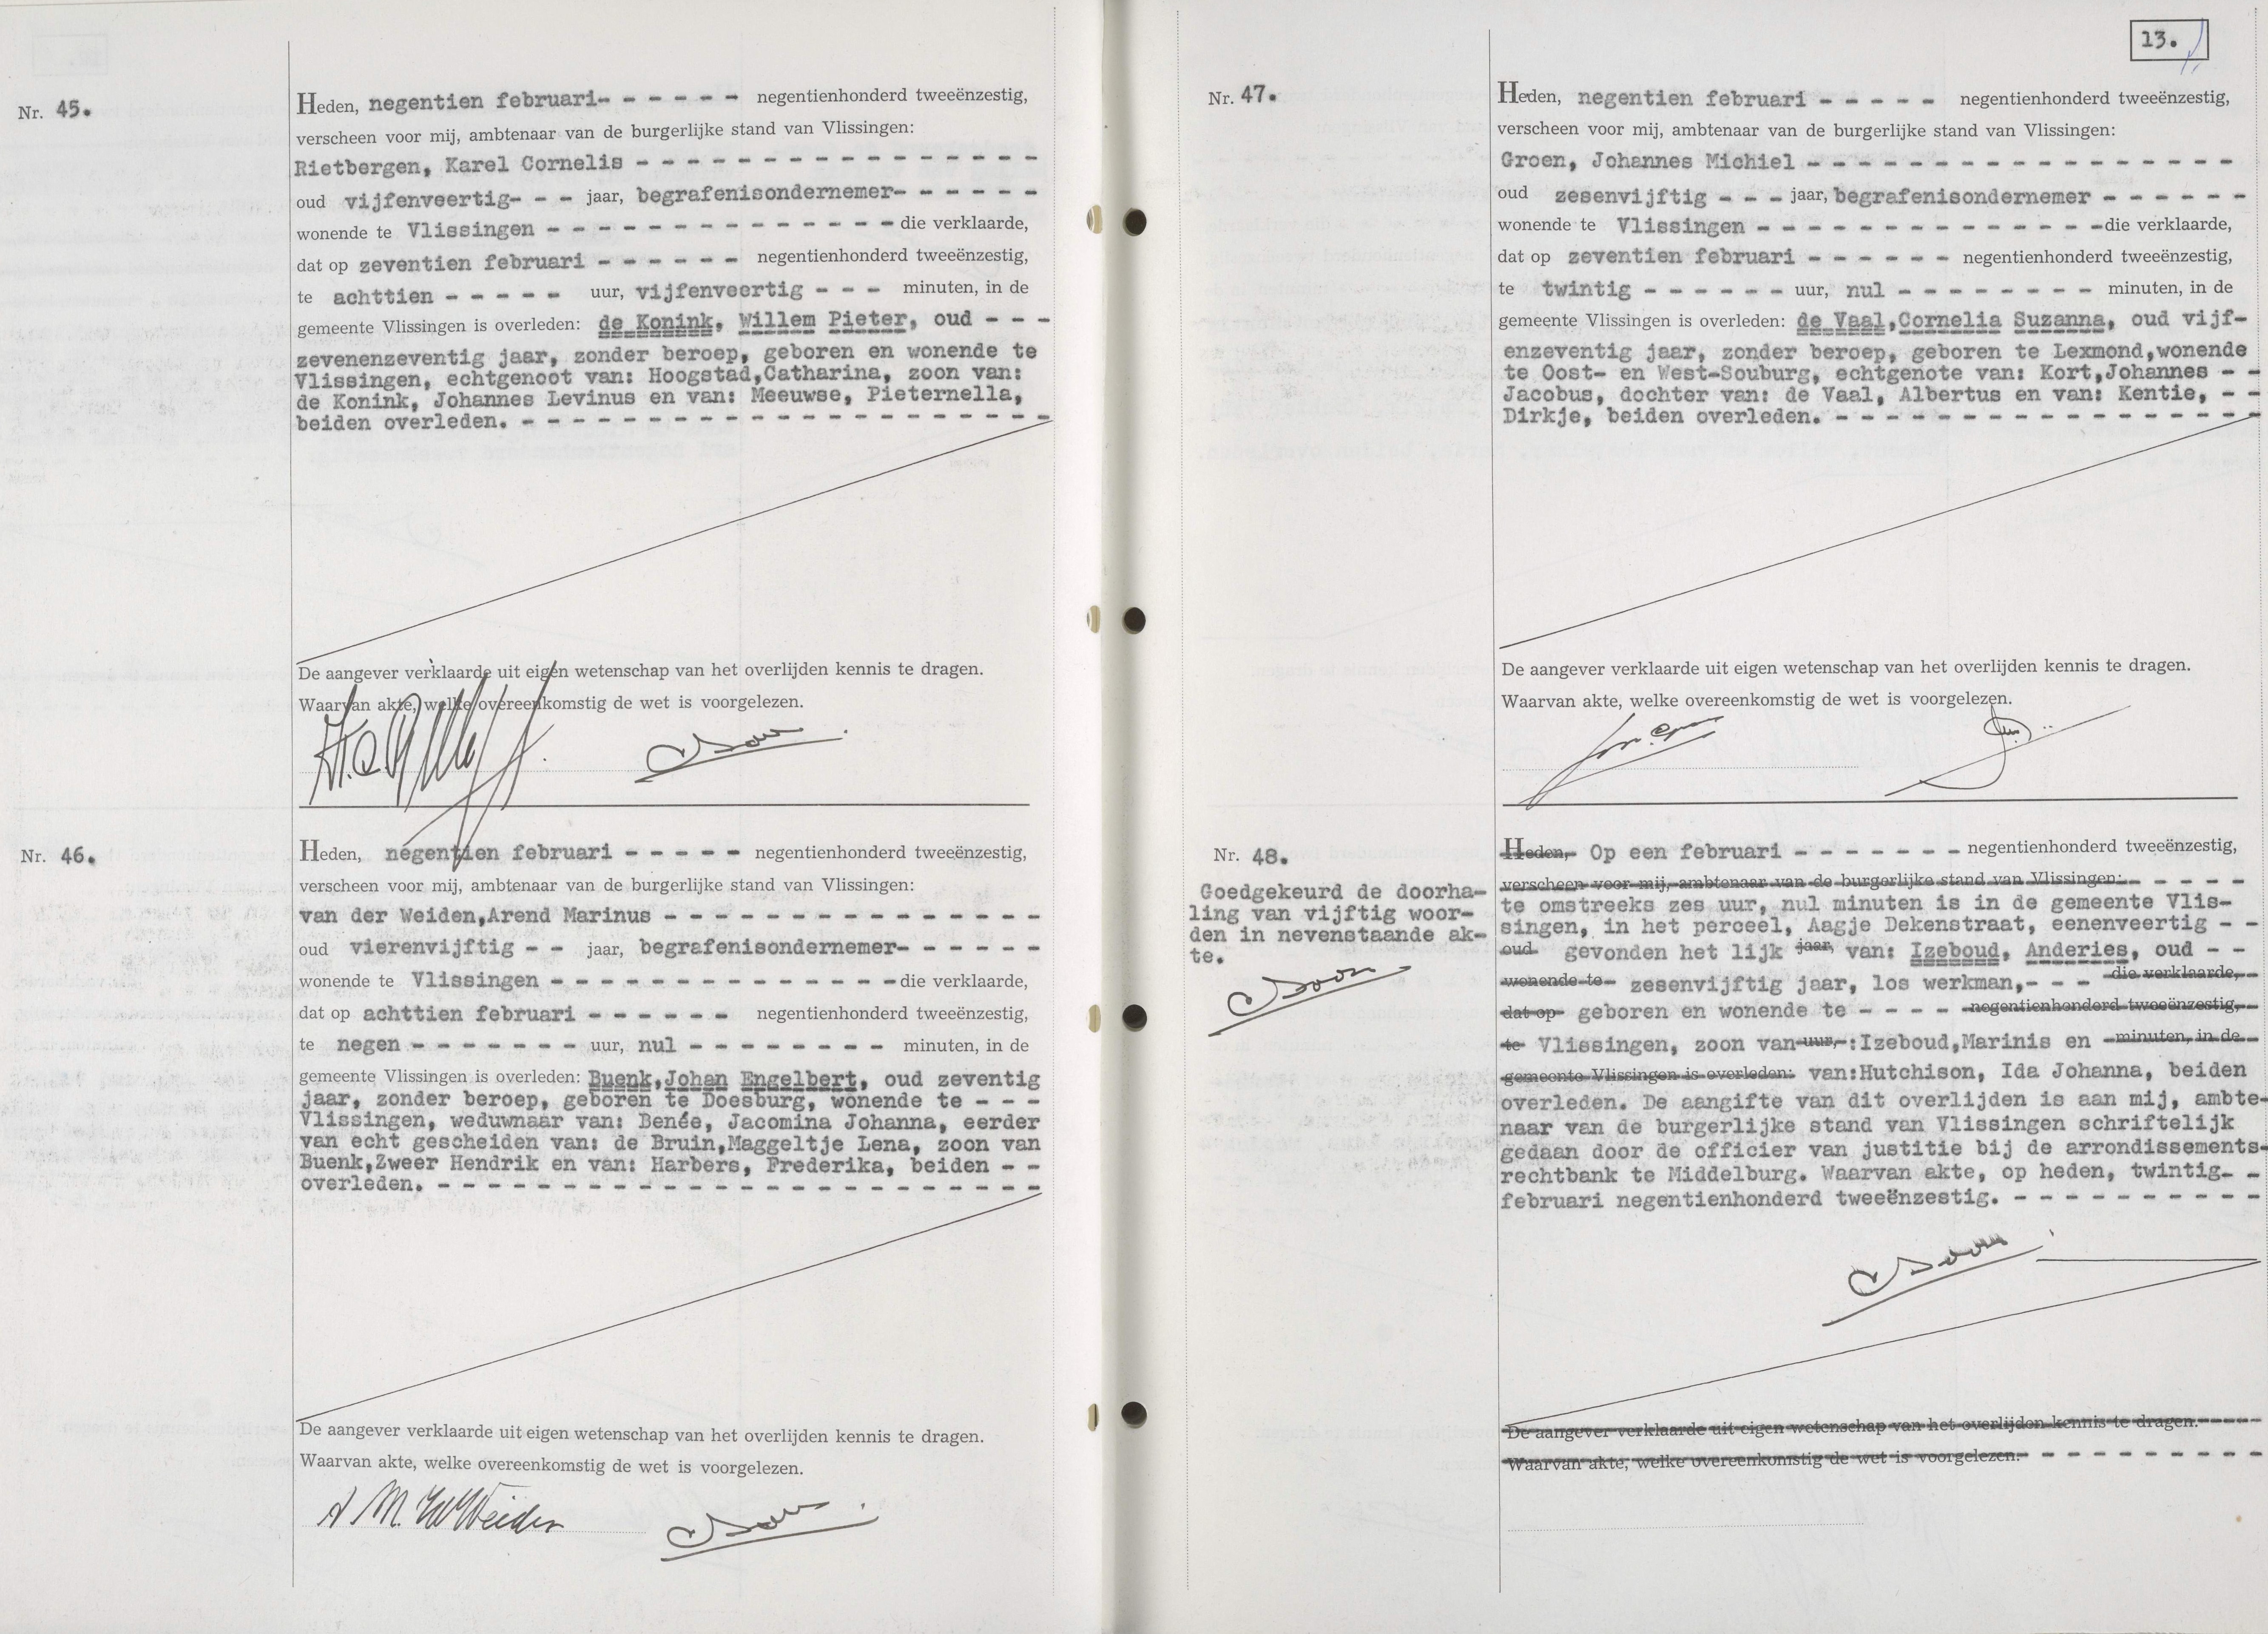 Nr. 45.
Heden, negentien februari- - - - - - negentienhonderd tweeënzestig,
verscheen voor mij, ambtenaar van de burgerlijke stand van Vlissingen:
Rietbergen, Karel Cornelis - - - - - - - - - - - - - - - -
oud vijfenveertig- - - jaar, begrafenisondernemer- - - - - -
wonende te Vlissingen - - - - - - - - - - - - - - die verklaarde,
dat op zeventien februari - - - - - - negentienhonderd tweeënzestig,
te achttien - - - - - uur, vijfenveertig - - - minuten, in de
gemeente Vlissingen is overleden: de Konink, Willem Pieter, oud - - -
zevenenzeventig jaar, zonder beroep, geboren en wonende te
Vlissingen, echtgenoot van: Hoogstad,Catharina, zoon van:
de Konink, Johannes Levinus en van: Meeuwse, Pieternella,
beiden overleden. - - - - - - - - - - - - - - - - - - - - -
De aangever verklaarde uit eigen wetenschap van het overlijden kennis te dragen.
Waarvan akte, welke overeenkomstig de wet is voorgelezen.
Nr. 46.
Heden, negentien februari - - - - - negentienhonderd tweeënzestig,
verscheen voor mij, ambtenaar van de burgerlijke stand van Vlissingen:
van der Weiden,Arend Marinus - - - - - - - - - - - - - - -
oud vierenvijftig - - jaar, begrafenisondernemer- - - - - -
wonende te Vlissingen - - - - - - - - - - - - - - die verklaarde,
dat op achttien februari - - - - - - negentienhonderd tweeënzestig,
te negen - - - - - - - uur, nul - - - - - - - - minuten, in de
gemeente Vlissingen is overleden: Buenk,Johan Engelbert, oud zeventig
jaar, zonder beroep, geboren te Doesburg, wonende te - - -
Vlissingen, weduwnaar van: Benée, Jacomina Johanna, eerder
van echt gescheiden van: de Bruin,Maggeltje Lena, zoon van
Buenk,Zweer Hendrik en van: Harbers, Frederika, beiden - -
overleden. - - - - - - - - - - - - - - - - - - - - - - - -
De aangever verklaarde uit eigen wetenschap van het overlijden kennis te dragen.
Waarvan akte, welke overeenkomstig de wet is voorgelezen.
A M. vd Weiden
13.
Nr. 47.
Heden, negentien februari - - - - - negentienhonderd tweeënzestig,
verscheen voor mij, ambtenaar van de burgerlijke stand van Vlissingen:
Groen, Johannes Michiel - - - - - - - - - - - - - - - - -
oud zesenvijftig - - - jaar, begrafenisondernemer - - - - - -
wonende te Vlissingen - - - - - - - - - - - - - -die verklaarde,
dat op zeventien februari - - - - - - negentienhonderd tweeënzestig,
te twintig - - - - - - uur, nul - - - - - - - - minuten, in de
gemeente Vlissingen is overleden: de Vaal,Cornelia Suzanna, oud vijf-
enzeventig jaar, zonder beroep, geboren te Lexmond,wonende
te Oost- en West-Souburg, echtgenote van: Kort,Johannes - -
Jacobus, dochter van: de Vaal, Albertus en van: Kentie, - -
Dirkje, beiden overleden. - - - - - - - - - - - - - - - - -
De aangever verklaarde uit eigen wetenschap van het overlijden kennis te dragen.
Waarvan akte, welke overeenkomstig de wet is voorgelezen.
Nr. 48.
Goedgekeurd de doorha-
ling van vijftig woor-
den in nevenstaande ak-
te.
Heden, Op een februari - - - - - - - negentienhonderd tweeënzestig,
verscheen voor mij, ambtenaar van de burgerlijke stand van Vlissingen: - - - - -
te omstreeks zes uur, nul minuten is in de gemeente Vlis-
singen, in het perceel, Aagje Dekenstraat, eenenveertig - -
oud gevonden het lijk jaar, van: Izeboud, Anderies, oud - -
wonende te zesenvijftig jaar, los werkman,- - - die verklaarde,
dat op geboren en wonende te - - - - negentienhonderd tweeënzestig,
te Vlissingen, zoon van uur, :Izeboud,Marinis en minuten, in de
gemeente Vlissingen is overleden: van:Hutchison, Ida Johanna, beiden
overleden. De aangifte van dit overlijden is aan mij, ambte-
naar van de burgerlijke stand van Vlissingen schriftelijk
gedaan door de officier van justitie bij de arrondissements-
rechtbank te Middelburg. Waarvan akte, op heden, twintig- -
februari negentienhonderd tweeënzestig. - - - - - - - - - -
De aangever verklaarde uit eigen wetenschap van het overlijden kennis te dragen.
Waarvan akte, welke overeenkomstig de wet is voorgelezen. - - - - - - - - - -